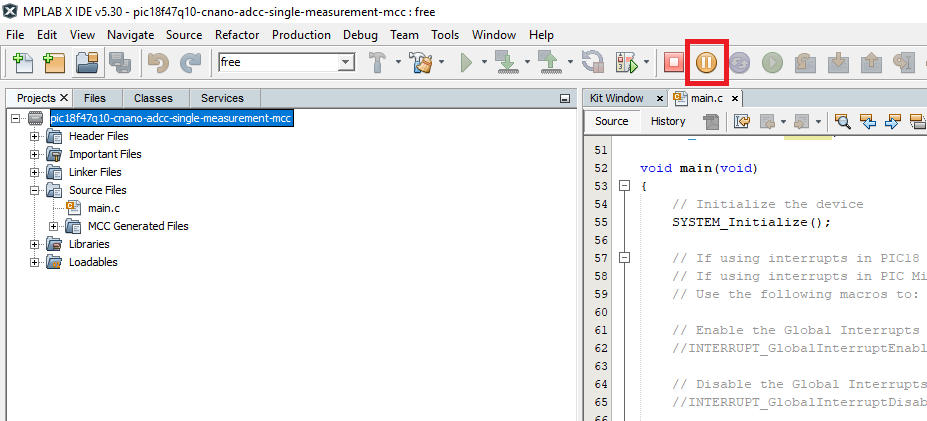 MPLAB X IDE v5.30 - pic18f47q10-cnano-adcc-single-measurement-mcc : free
File Edit View Navigate Source Refactor Production Debug Team Tools Window Help
free
Projects Files Classes Services
pic18f47q10-cnano-adcc-single-measurement-mcc
Header Files
Important Files
Linker Files
Source Files
main.c
MCC Generated Files
Libraries
Loadables
Kit Window main.c
Source History
51
52 void main(void)
53 {
54 // Initialize the device
55 SYSTEM_Initialize();
56
57 // If using interrupts in PIC18
58 // If using interrupts in PIC Mi
59 // Use the following macros to:
60
61 // Enable the Global Interrupts
62 //INTERRUPT_GlobalInterruptEnabl
63
64 // Disable the Global Interrupts
65 //INTERRUPT_GlobalInterruptDisab